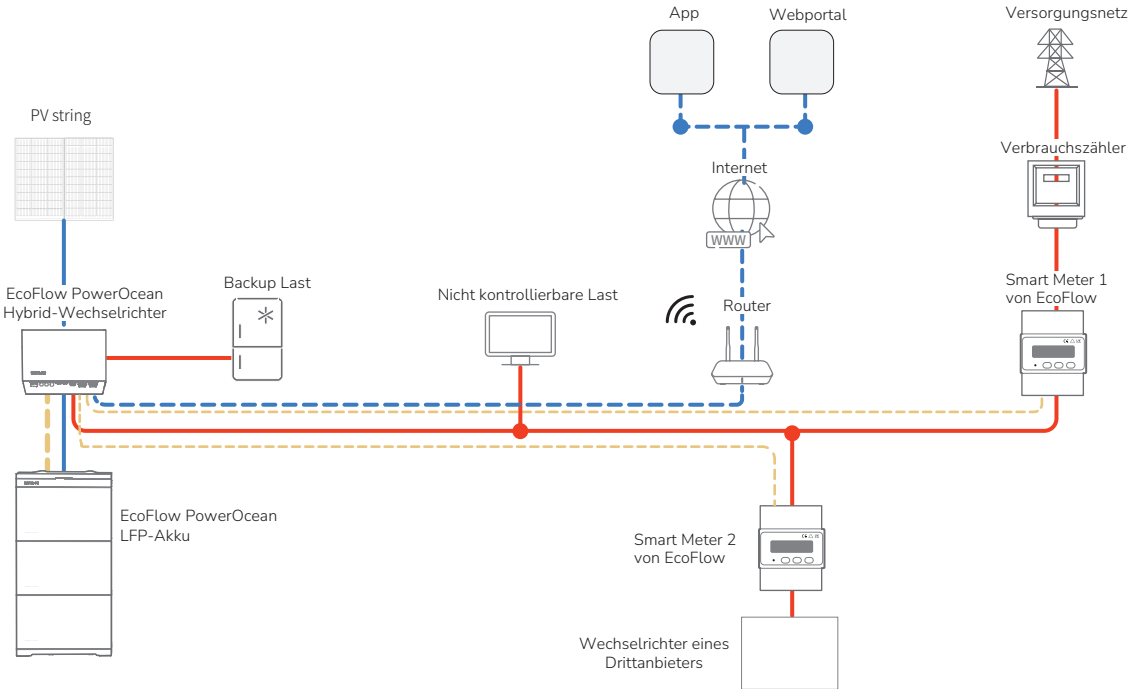 App
Webportal
Versorgungsnetz
PV string
Verbrauchszähler
Internet
WWW
EcoFlow PowerOcean
Hybrid-Wechselrichter
Backup Last
Nicht kontrollierbare Last
Router
Smart Meter 1
von EcoFlow
EcoFlow PowerOcean
LFP-Akku
Smart Meter 2
von EcoFlow
Wechselrichter eines
Drittanbieters